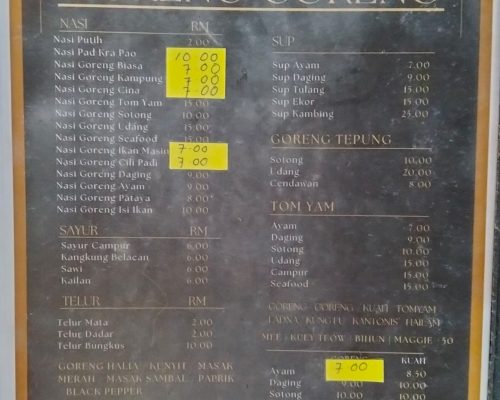 NASI RM
Nasi Putih 2.00
Nasi Pad Kra Pao 10.00
Nasi Goreng Biasa 7.00
Nasi Goreng Kampung 7.00
Nasi Goreng Cina 7.00
Nasi Goreng Tom Yam 15.00
Nasi Goreng Sotong 10.00
Nasi Goreng Udang 15.00
Nasi Goreng Seafood 15.00
Nasi Goreng Ikan Masin 7.00
Nasi Goreng Cili Padi 7.00
Nasi Goreng Daging 9.00
Nasi Goreng Ayam 9.00
Nasi Goreng Pataya 8.00
Nasi Goreng Isi Ikan 10.00
SAYUR RM
Sayur Campur 6.00
Kangkung Belacan 6.00
Sawi 6.00
Kailan 6.00
TELUR RM
Telur Mata 2.00
Telur Dadar 2.00
Telur Bungkus 10.00
GORENG HALIA / KUNYIT / MASAK
MERAH / MASAK SAMBAL / PAPRIK
BLACK PEPPER
SUP
Sup Ayam 7.00
Sup Daging 9.00
Sup Tulang 15.00
Sup Ekor 15.00
Sup Kambing 25.00
GORENG TEPUNG
Sotong 10.00
Udang 20.00
Cendawan 8.00
TOM YAM
Ayam 7.00
Daging 9.00
Sotong 10.00
Udang 15.00
Campur 15.00
Seafood 15.00
GORENG GORENG / KUAH / TOMYAM
LADNA / KUNGFU / KANTONIS / HAILAM
MEE / KUEY TEOW / BIHUN / MAGGIE /.50
GORENG KUAH
Ayam 7.00 8.50
Daging 9.00 10.00
Sotong 10.00 10.00